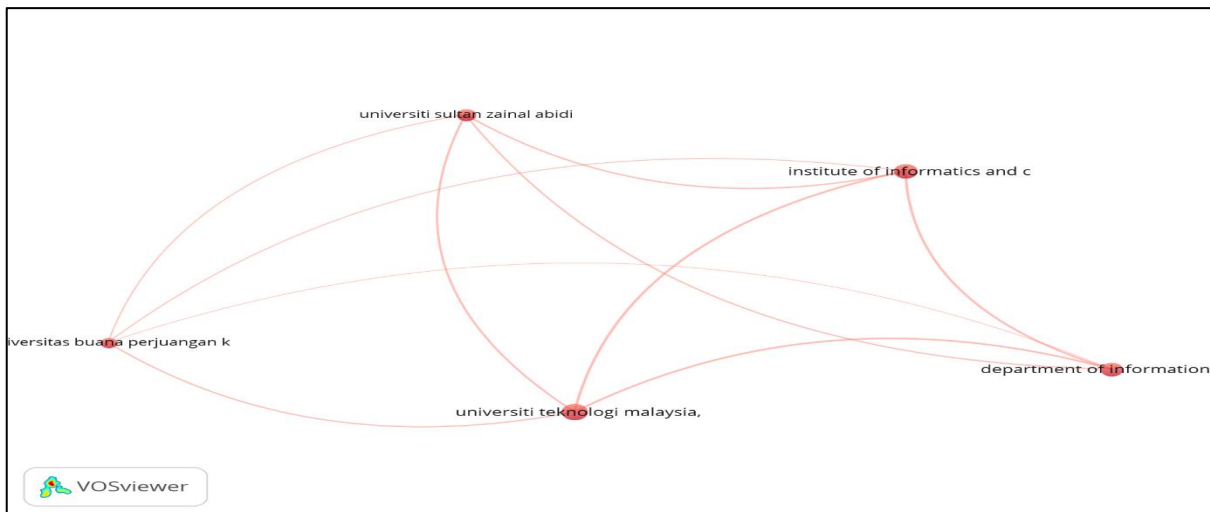 universiti sultan zainal abidi
institute of informatics and c
iversitas buana perjuangan k
department of information
universiti teknologi malaysia,
VOSviewer